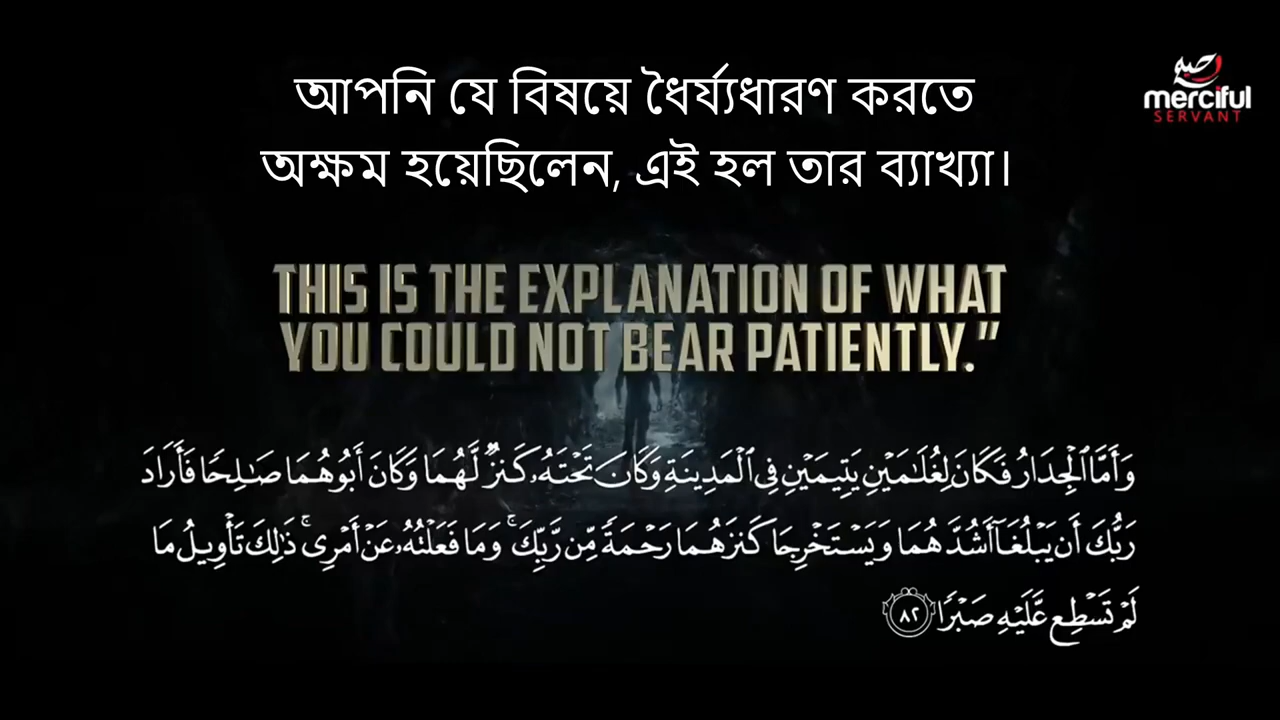 আপনি যে বিষয়ে ধৈর্য্যধারণ করতে
অক্ষম হয়েছিলেন, এই হল তার ব্যাখ্যা।
merciful
SERVANT
THIS IS THE EXPLANATION OF WHAT
YOU COULD NOT BEAR PATIENTLY."
وَأَمَّا ٱلْجِدَارُ فَكَانَ لِغُلَـٰمَيْنِ يَتِيمَيْنِ فِى ٱلْمَدِينَةِ وَكَانَ تَحْتَهُۥ كَنزٌ لَّهُمَا وَكَانَ أَبُوهُمَا صَـٰلِحًا فَأَرَادَ
رَبُّكَ أَن يَبْلُغَآ أَشُدَّهُمَا وَيَسْتَخْرِجَا كَنزَهُمَا رَحْمَةً مِّن رَّبِّكَ ۚ وَمَا فَعَلْتُهُۥ عَنْ أَمْرِى ۚ ذَٰلِكَ تَأْوِيلُ مَا
لَمْ تَسْطِع عَّلَيْهِ صَبْرًا ٨٢